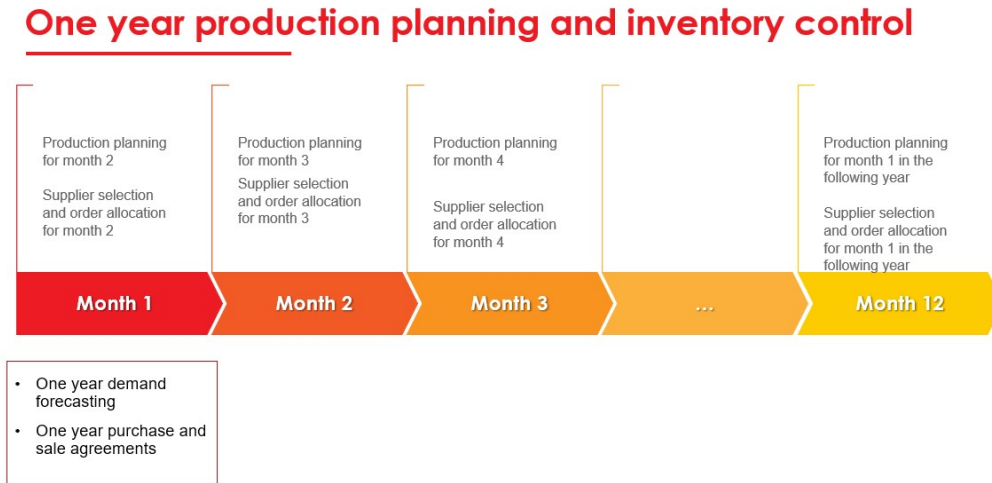 One year production planning and inventory control
Production planning
for month 2
Supplier selection
and order allocation
for month 2
Production planning
for month 3
Supplier selection
and order allocation
for month 3
Production planning
for month 4
Supplier selection
and order allocation
for month 4
Production planning
for month 1 in the
following year
Supplier selection
and order allocation
for month 1 in the
following year
Month 1
Month 2
Month 3
...
Month 12
• One year demand
forecasting
• One year purchase and
sale agreements